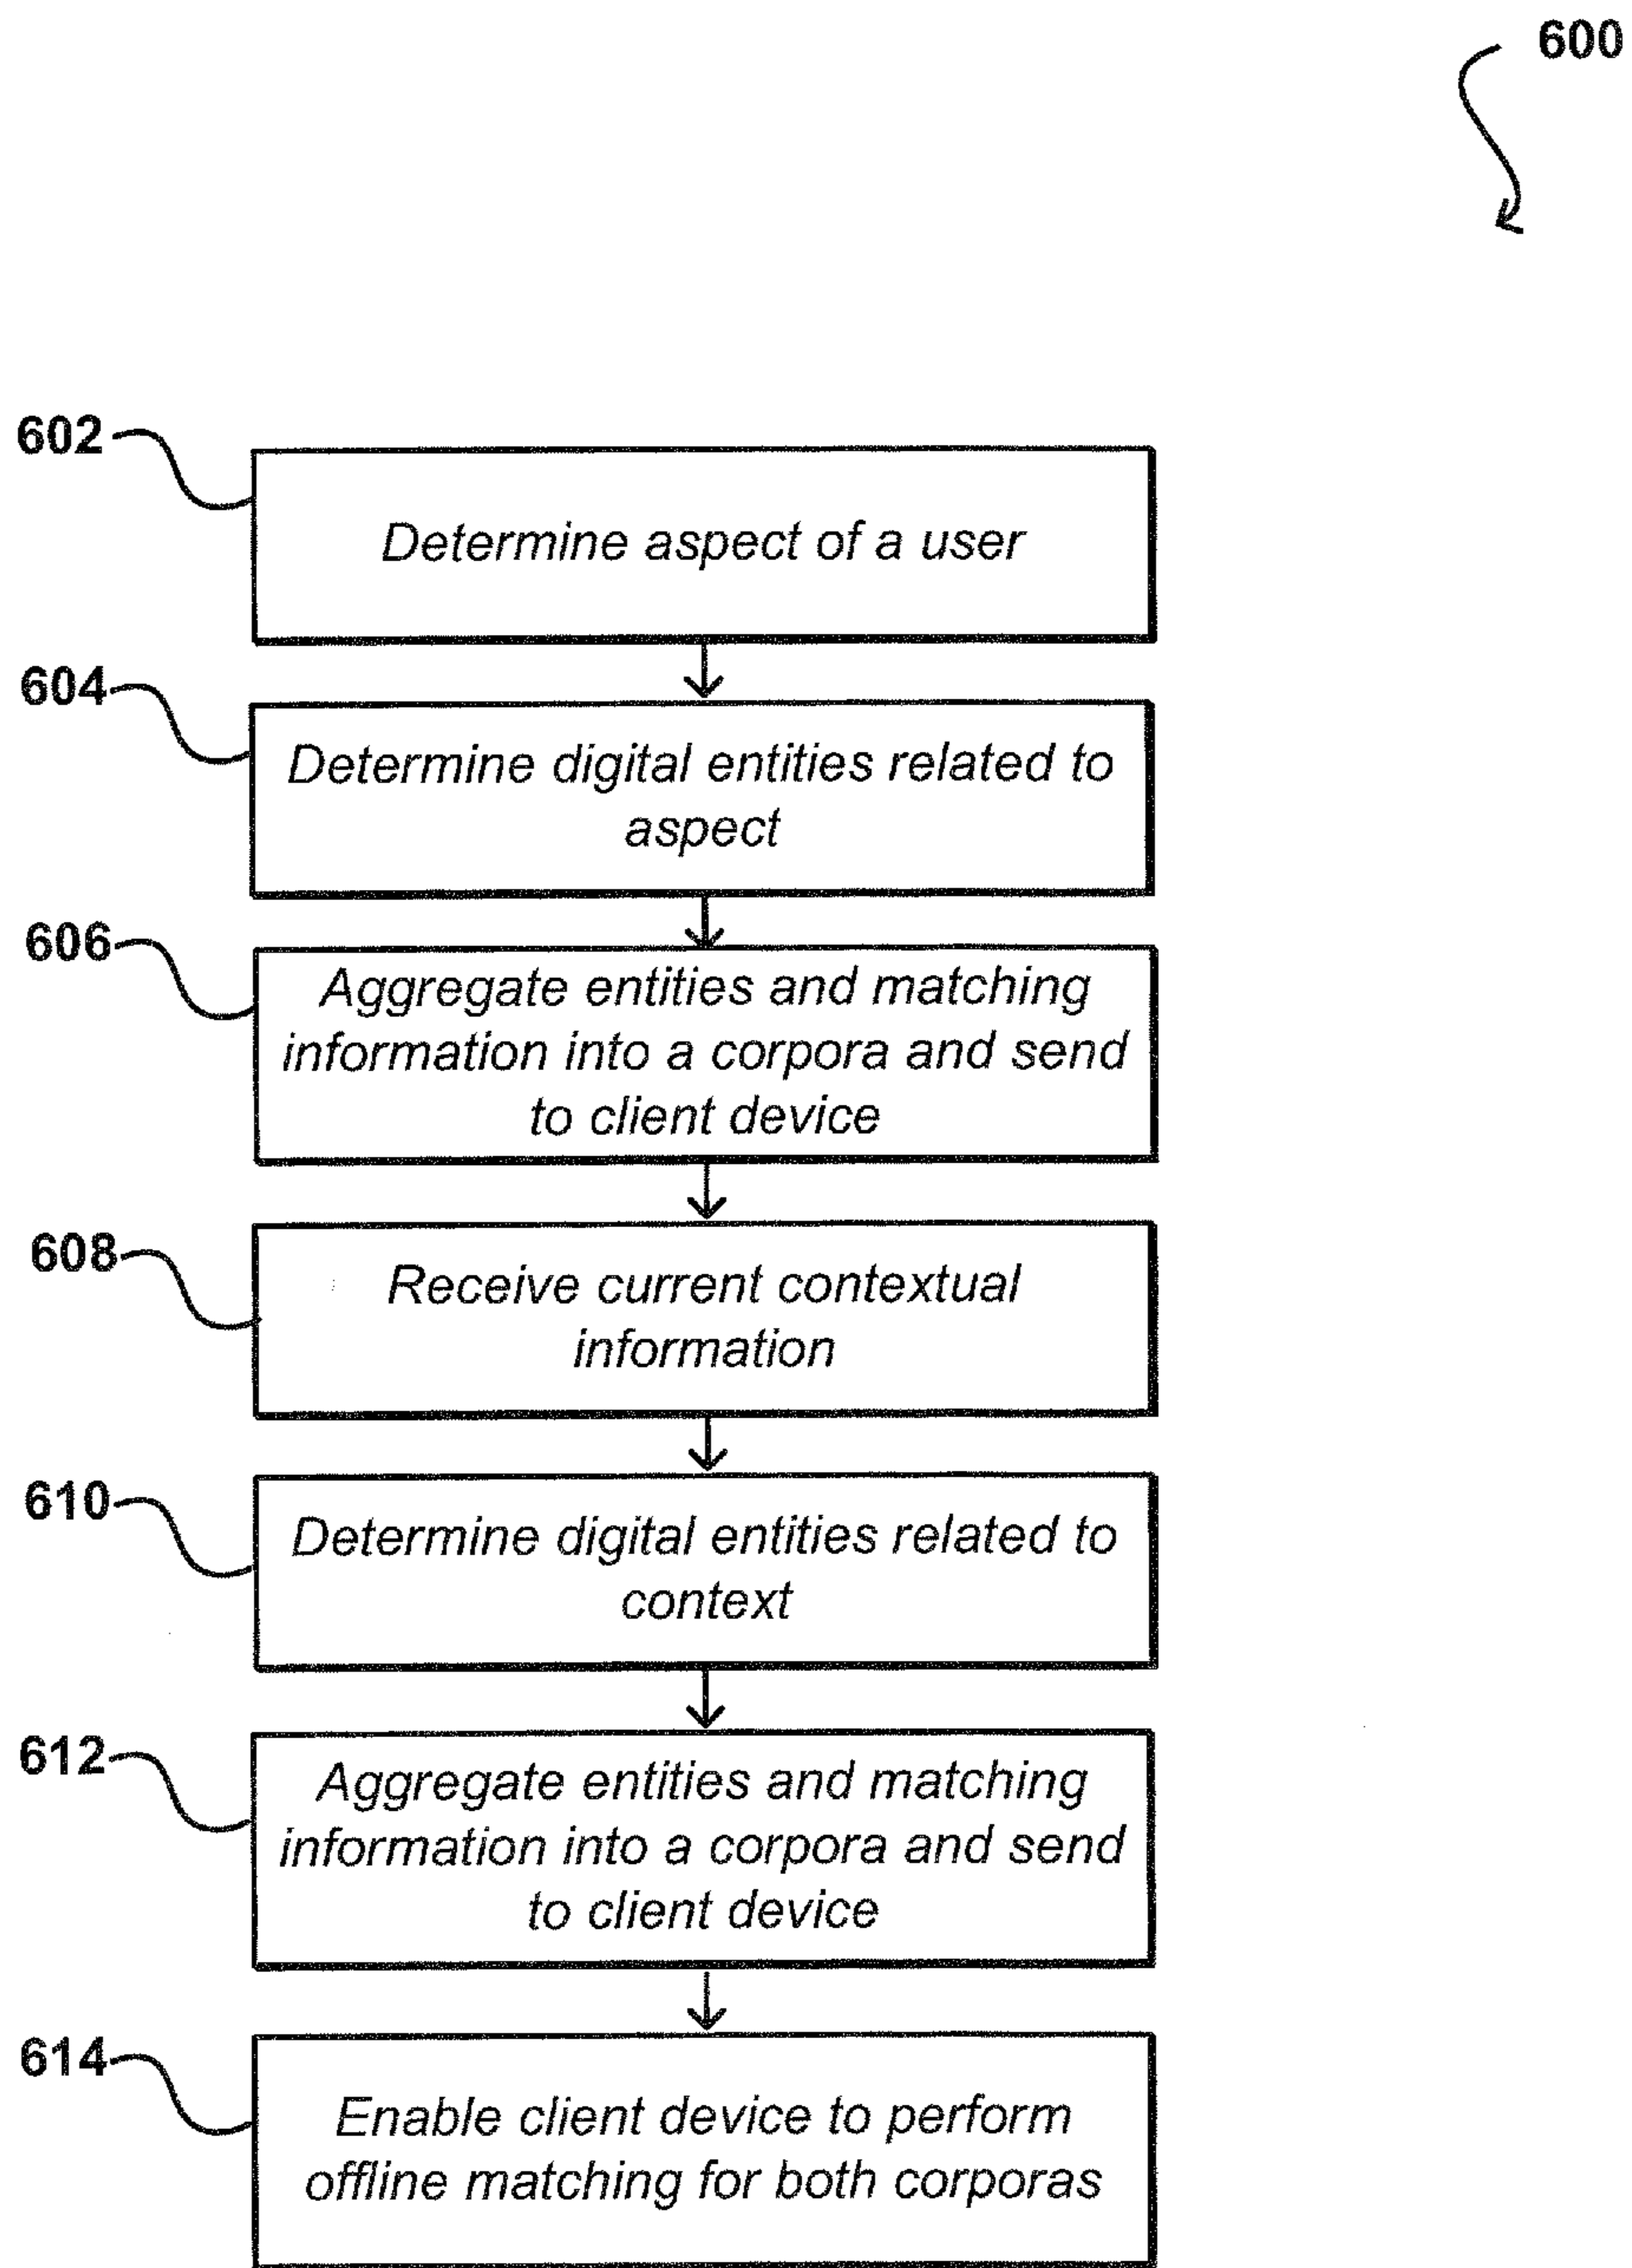 600
602
Determine aspect of a user
604
Determine digital entities related to
aspect
606
Aggregate entities and matching
information into a corpora and send
to client device
608
Receive current contextual
information
610
Determine digital entities related to
context
612
Aggregate entities and matching
information into a corpora and send
to client device
614
Enable client device to perform
offline matching for both corporas